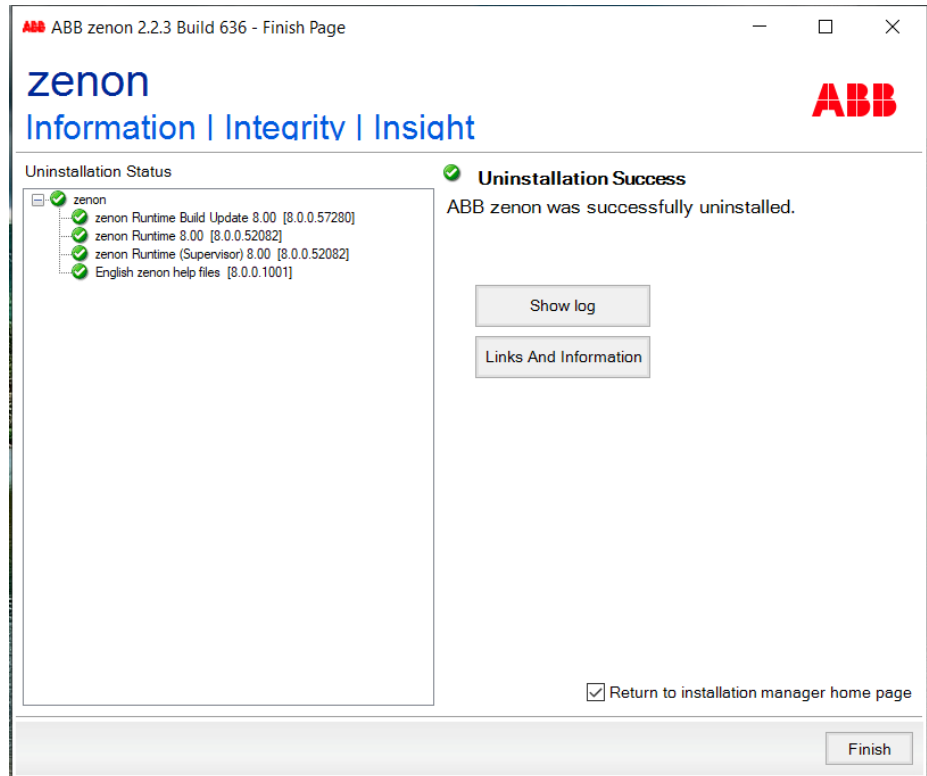 ABB ABB zenon 2.2.3 Build 636 - Finish Page
zenon
Information | Integrity | Insight
ABB
Uninstallation Status
zenon
zenon Runtime Build Update 8.00 [8.0.0.57280]
zenon Runtime 8.00 [8.0.0.52082]
zenon Runtime (Supervisor) 8.00 [8.0.0.52082]
English zenon help files [8.0.0.1001]
Uninstallation Success
ABB zenon was successfully uninstalled.
Show log
Links And Information
Return to installation manager home page
Finish